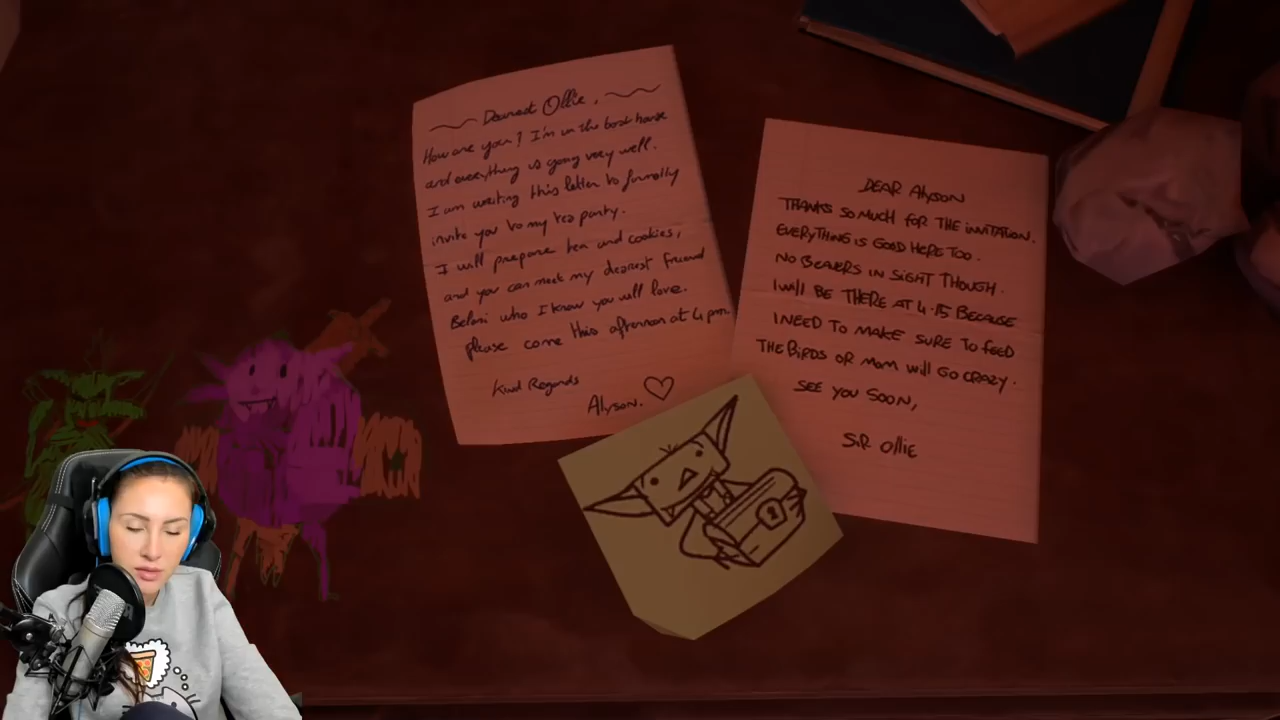 Dearest Ollie,
How are you? I'm in the boat house
and everything is going very well.
I am writing this letter to formally
invite you to my tea party.
I will prepare tea and cookies,
and you can meet my dearest friend
Beloni who I know you will love.
please come this afternoon at 4 pm.
Kind Regards
Alyson.
DEAR Alyson
THANKS SO MUCH FOR THE INVITATION.
EVERYTHING IS GOOD HERE TOO.
NO BEAVERS IN SIGHT THOUGH.
I WILL BE THERE AT 4.15 BECAUSE
I NEED TO MAKE SURE TO FEED
THE BIRDS OR MOM WILL GO CRAZY.
SEE YOU SOON,
SIR OLLIE